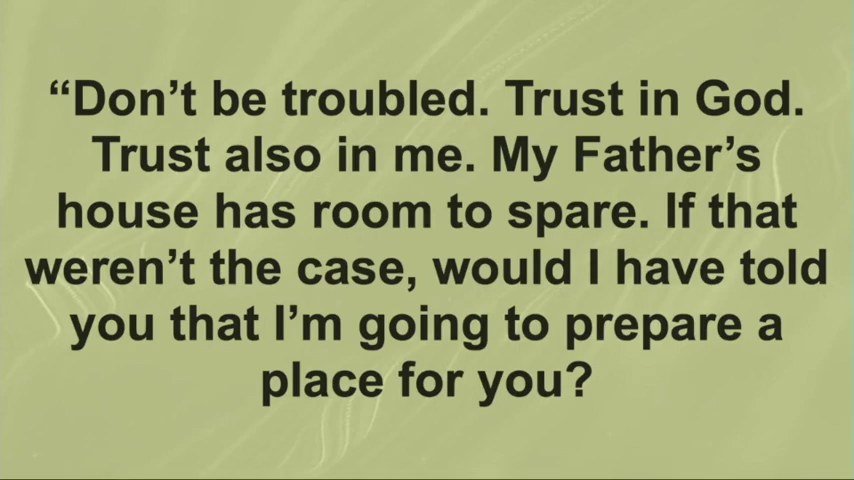 “Don’t be troubled. Trust in God.
Trust also in me. My Father’s
house has room to spare. If that
weren’t the case, would I have told
you that I’m going to prepare a
place for you?